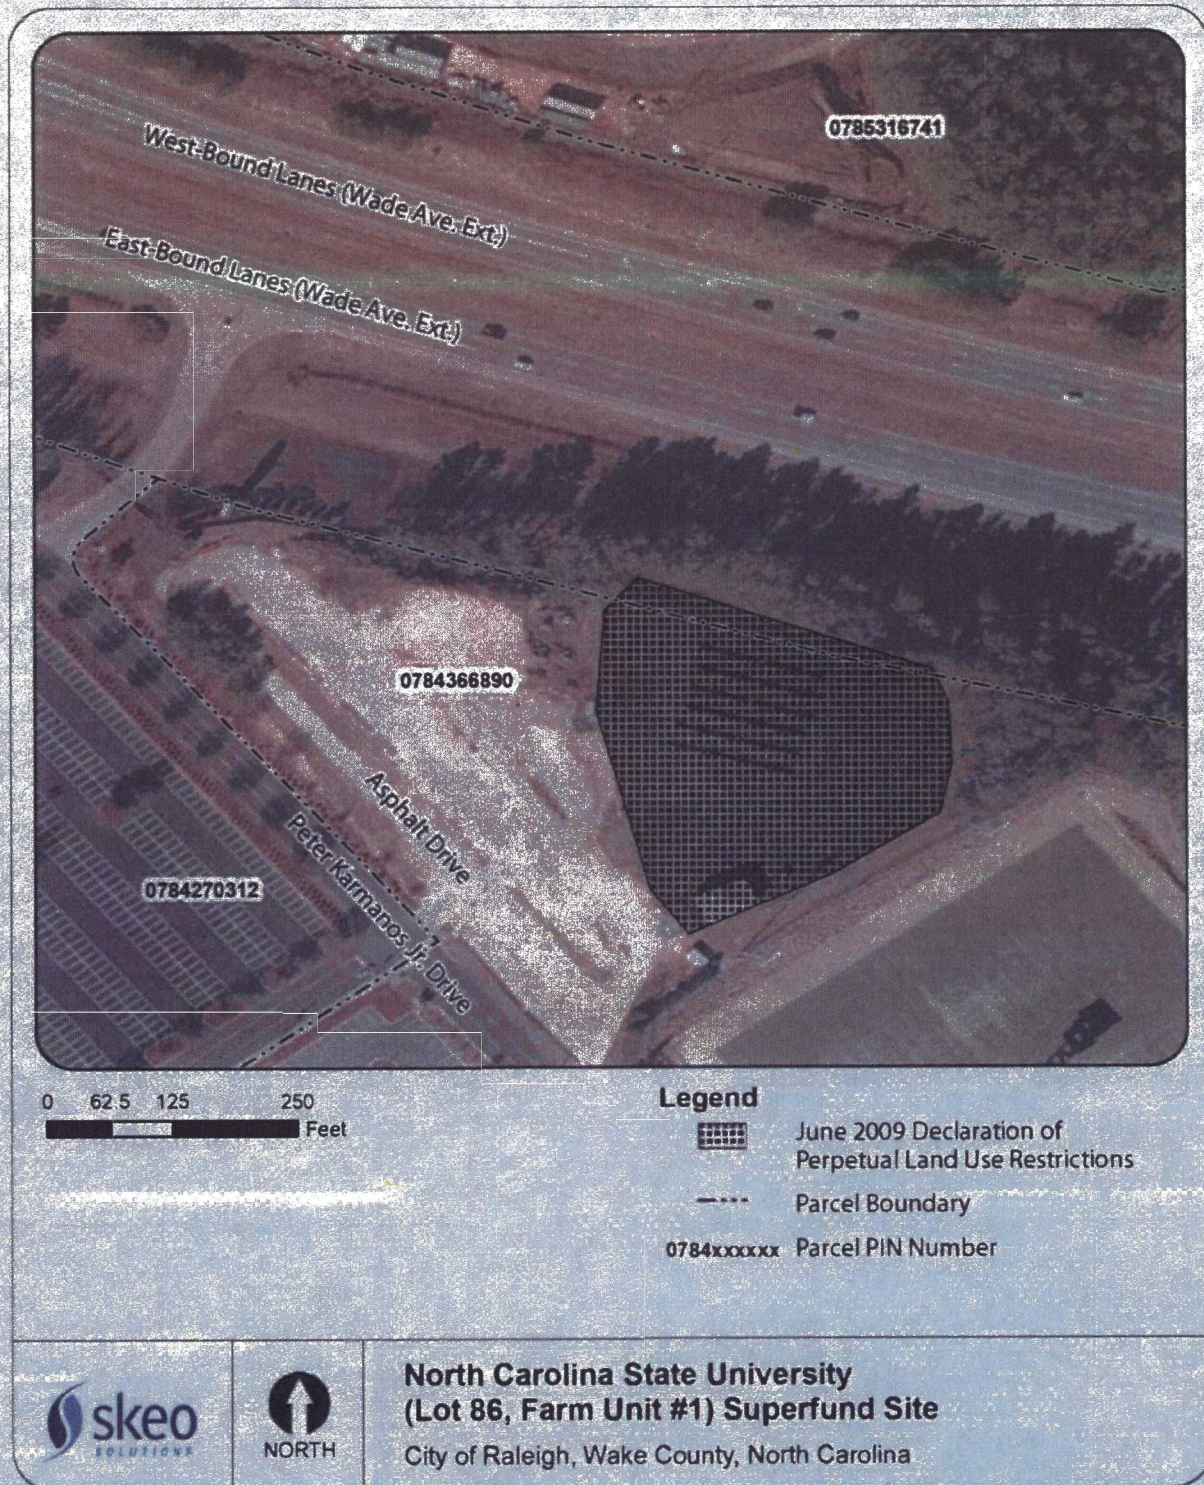 0785316741
West-Bound Lanes (Wade Ave. Ext.)
East-Bound Lanes (Wade Ave. Ext.)
0784366890
Asphalt Drive
Peter Karmanos Jr. Drive
0784270312
0 62.5 125 250
Feet
Legend
June 2009 Declaration of
Perpetual Land Use Restrictions
Parcel Boundary
0784xxxxxx Parcel PIN Number
skeo
SOLUTIONS
NORTH
North Carolina State University
(Lot 86, Farm Unit #1) Superfund Site
City of Raleigh, Wake County, North Carolina